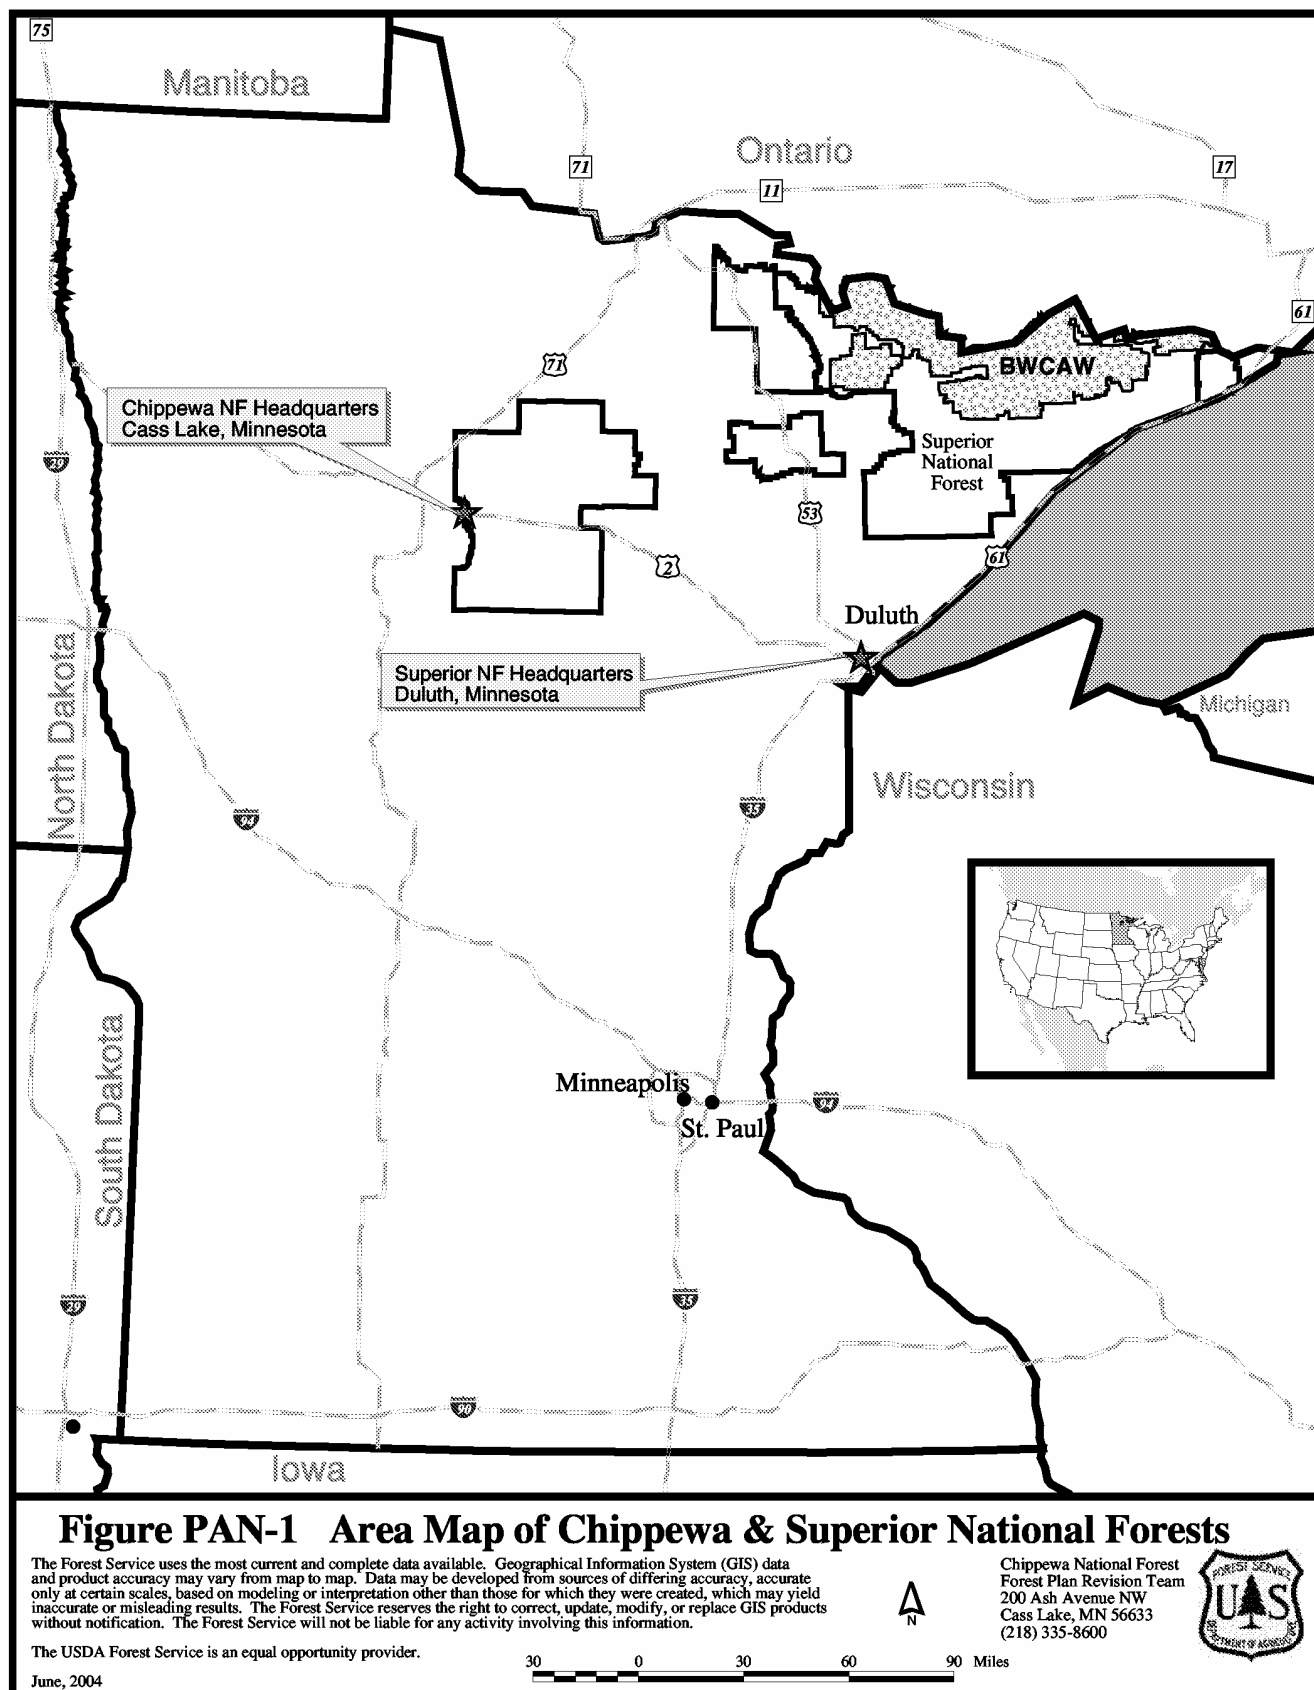 75
Manitoba
Ontario
71
17
11
61
71
BWCAW
Chippewa NF Headquarters
Cass Lake, Minnesota
Superior
National
Forest
29
53
2
61
Duluth
Superior NF Headquarters
Duluth, Minnesota
North Dakota
Michigan
Wisconsin
94
35
South Dakota
Minneapolis
St. Paul
94
29
35
90
Iowa
Figure PAN-1 Area Map of Chippewa & Superior National Forests
The Forest Service uses the most current and complete data available. Geographical Information System (GIS) data
and product accuracy may vary from map to map. Data may be developed from sources of differing accuracy, accurate
only at certain scales, based on modeling or interpretation other than those for which they were created, which may yield
inaccurate or misleading results. The Forest Service reserves the right to correct, update, modify, or replace GIS products
without notification. The Forest Service will not be liable for any activity involving this information.
The USDA Forest Service is an equal opportunity provider.
June, 2004
N
30 0 30 60 90 Miles
Chippewa National Forest
Forest Plan Revision Team
200 Ash Avenue NW
Cass Lake, MN 56633
(218) 335-8600
FOREST SERVICE
U S
DEPARTMENT OF AGRICULTURE